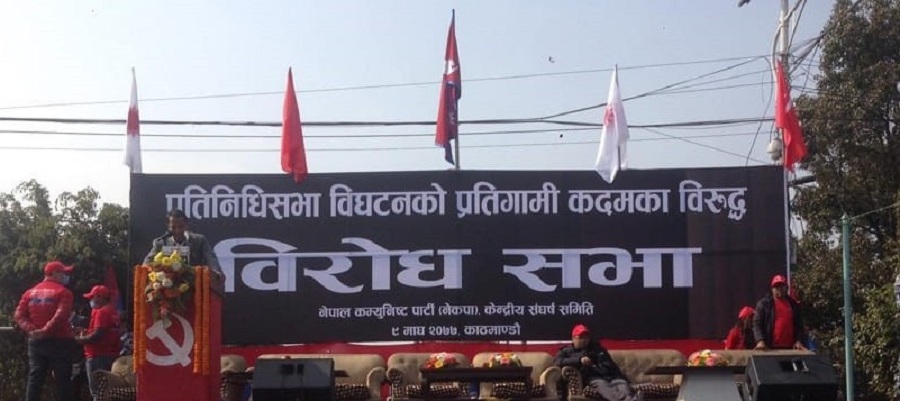 प्रतिनिधिसभा विघटनको प्रतिगामी कदमका विरुद्ध
विरोध सभा
नेपाल कम्युनिष्ट पार्टी (नेकपा), केन्द्रीय संघर्ष समिति
९ माघ २०७७, काठमाण्डौ